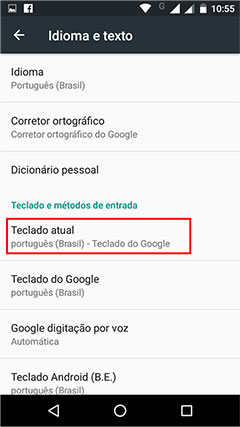 10:55
Idioma e texto
Idioma
Português (Brasil)
Corretor ortográfico
Corretor ortográfico do Google
Dicionário pessoal
Teclado e métodos de entrada
Teclado atual
português (Brasil) - Teclado do Google
Teclado do Google
português (Brasil)
Google digitação por voz
Automática
Teclado Android (B.E.)
português (Brasil)